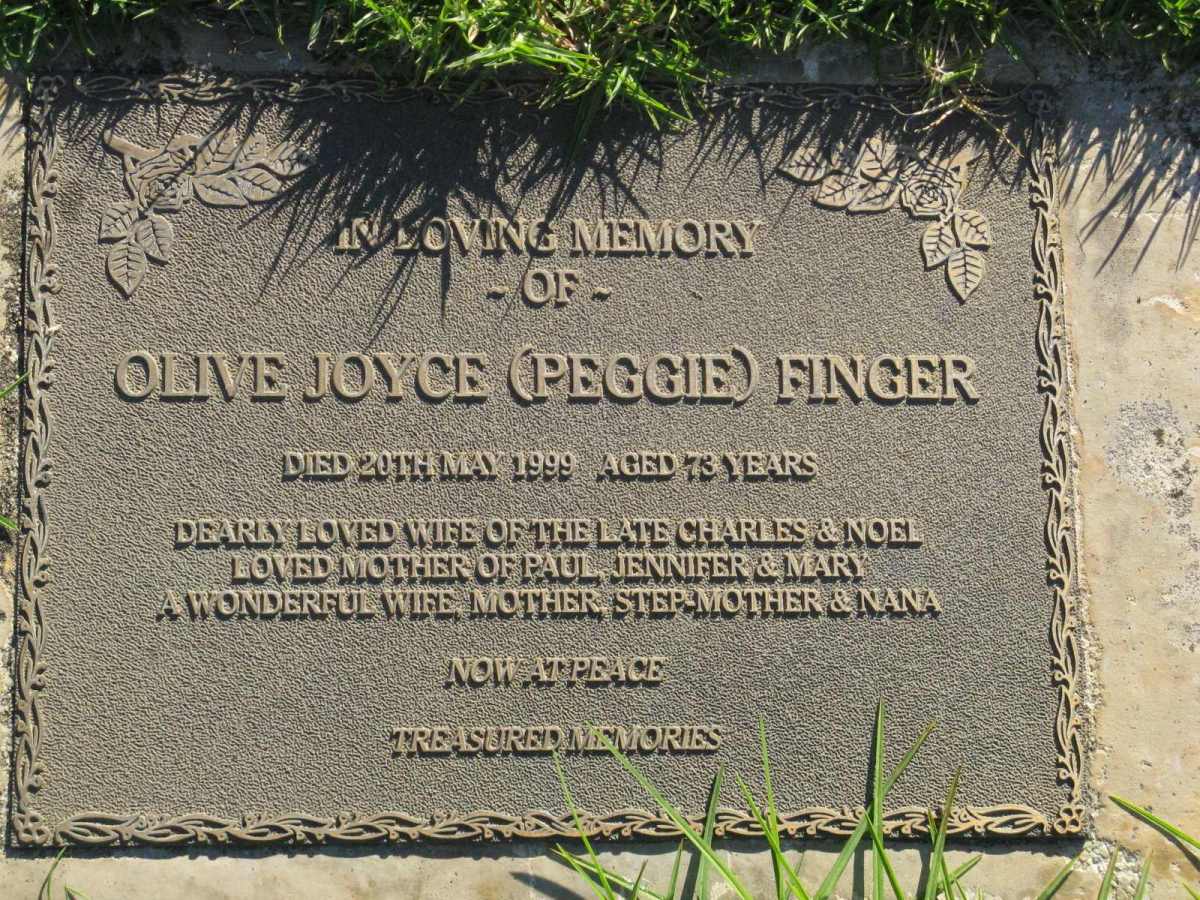 IN LOVING MEMORY
~ OF ~
OLIVE JOYCE (PEGGIE) FINGER
DIED 20TH MAY 1999 AGED 73 YEARS
DEARLY LOVED WIFE OF THE LATE CHARLES & NOEL
LOVED MOTHER OF PAUL, JENNIFER & MARY
A WONDERFUL WIFE, MOTHER, STEP-MOTHER & NANA
NOW AT PEACE
TREASURED MEMORIES